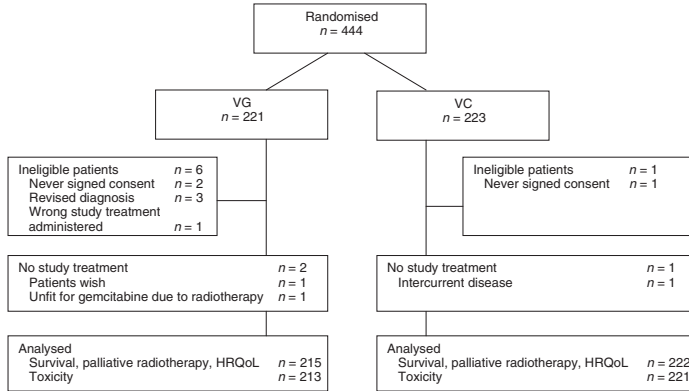 Randomised
n = 444
VG
n = 221
VC
n = 223
Ineligible patients n = 6
Never signed consent n = 2
Revised diagnosis n = 3
Wrong study treatment
administered n = 1
Ineligible patients n = 1
Never signed consent n = 1
No study treatment n = 2
Patients wish n = 1
Unfit for gemcitabine due to radiotherapy n = 1
No study treatment n = 1
Intercurrent disease n = 1
Analysed
Survival, palliative radiotherapy, HRQoL n = 215
Toxicity n = 213
Analysed
Survival, palliative radiotherapy, HRQoL n = 222
Toxicity n = 221